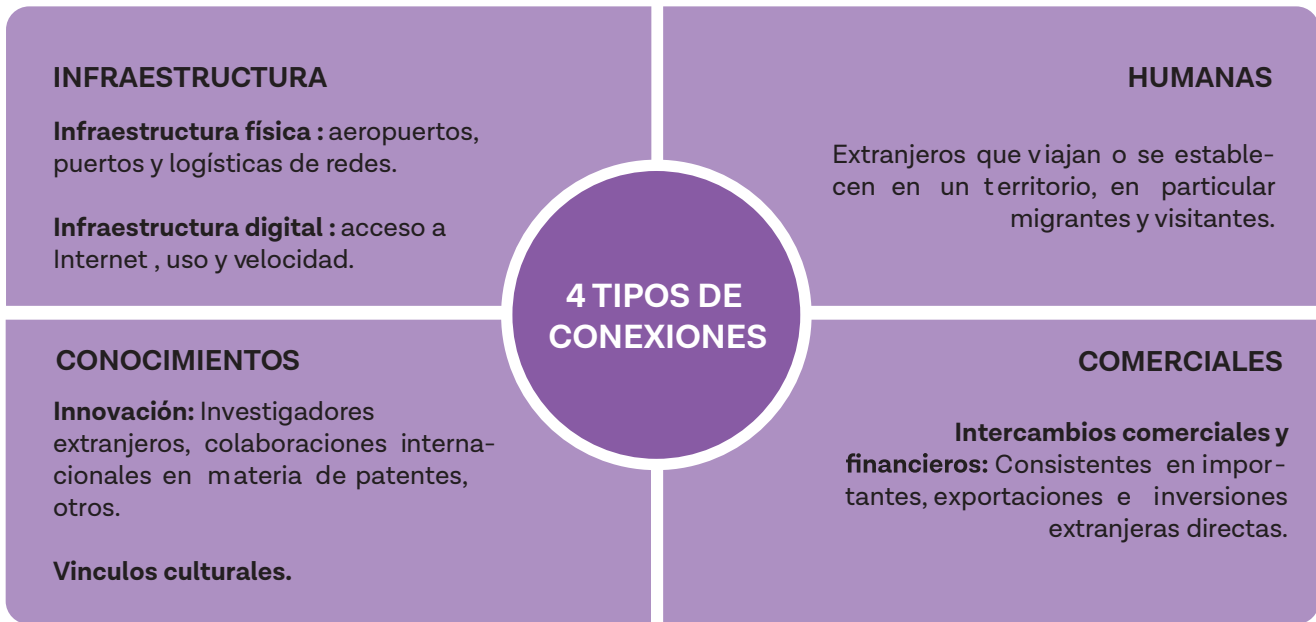 INFRAESTRUCTURA
Infraestructura física : aeropuertos,
puertos y logísticas de redes.
Infraestructura digital : acceso a
Internet , uso y velocidad.
HUMANAS
Extranjeros que viajan o se estable-
cen en un territorio, en particular
migrantes y visitantes.
4 TIPOS DE
CONEXIONES
CONOCIMIENTOS
Innovación: Investigadores
extranjeros, colaboraciones interna-
cionales en materia de patentes,
otros.
Vinculos culturales.
COMERCIALES
Intercambios comerciales y
financieros: Consistentes en impor-
tantes, exportaciones e inversiones
extranjeras directas.